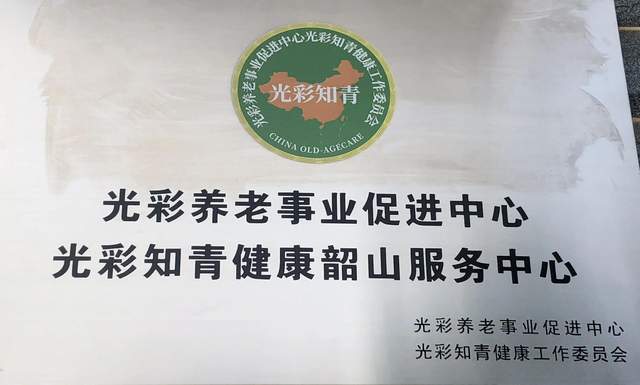 光彩养老事业促进中心光彩知青健康工作委员会
光彩知青
CHINA OLD-AGECARE
光彩养老事业促进中心
光彩知青健康韶山服务中心
光彩养老事业促进中心
光彩知青健康工作委员会